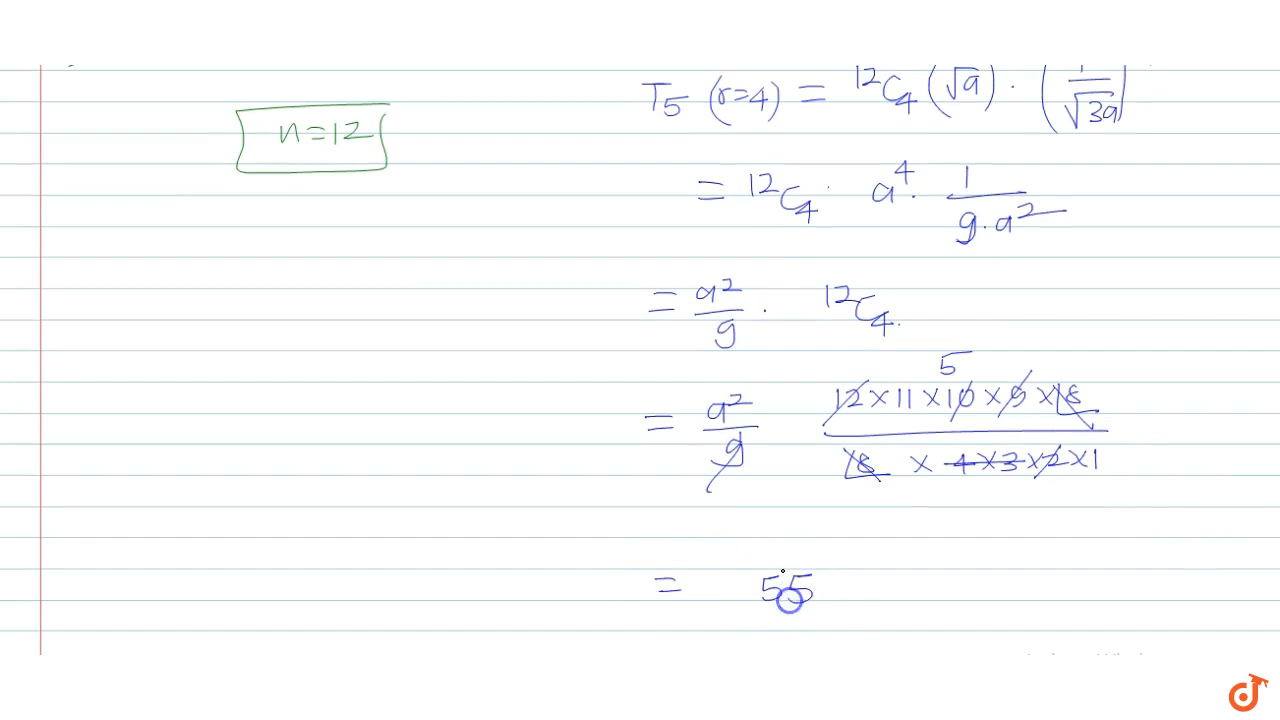 T₅ (r=4) = ¹²C₄ (√a) · (1/√3a)
n=12
= ¹²C₄ · a⁴ · 1/9·a²
= a²/9 · ¹²C₄.
5
= a²/9 12×11×10×9×⌊8 / ⌊8 × 4×3×2×1
= 55